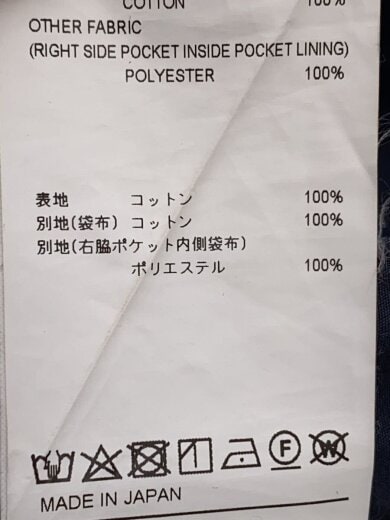 COTTON 100%
OTHER FABRIC
(RIGHT SIDE POCKET INSIDE POCKET LINING)
POLYESTER 100%
表地 コットン 100%
別地(袋布) コットン 100%
別地(右脇ポケット内側袋布)
ポリエステル 100%
F W
MADE IN JAPAN